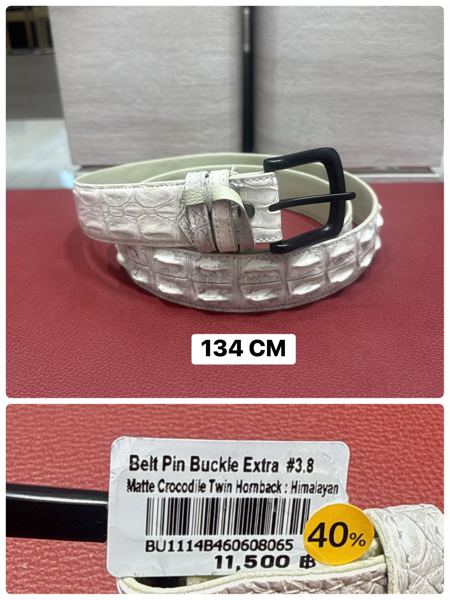 134 CM
Belt Pin Buckle Extra #3.8
Matte Crocodile Twin Hornback : Himalayan
BU1114B460608065
40%
11,500 ฿